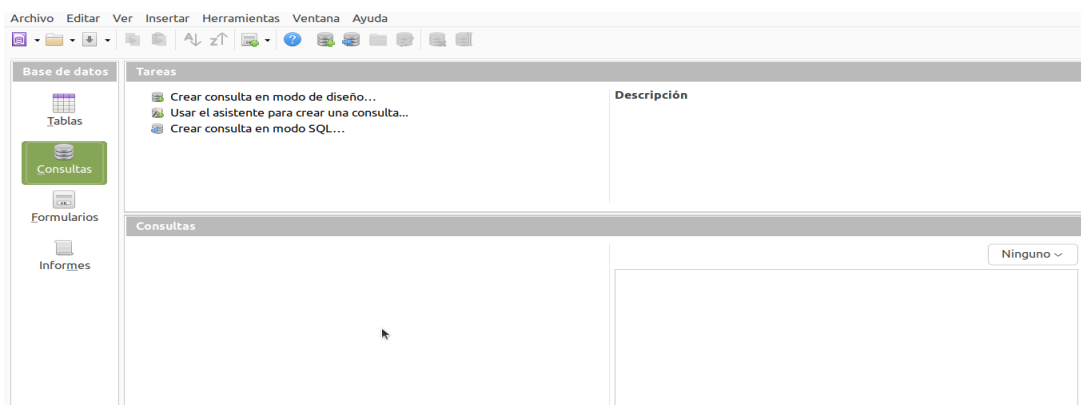 Archivo Editar Ver Insertar Herramientas Ventana Ayuda
Base de datos
Tareas
Tablas
Consultas
Formularios
Informes
Crear consulta en modo de diseño...
Usar el asistente para crear una consulta...
Crear consulta en modo SQL...
Descripción
Consultas
Ninguno